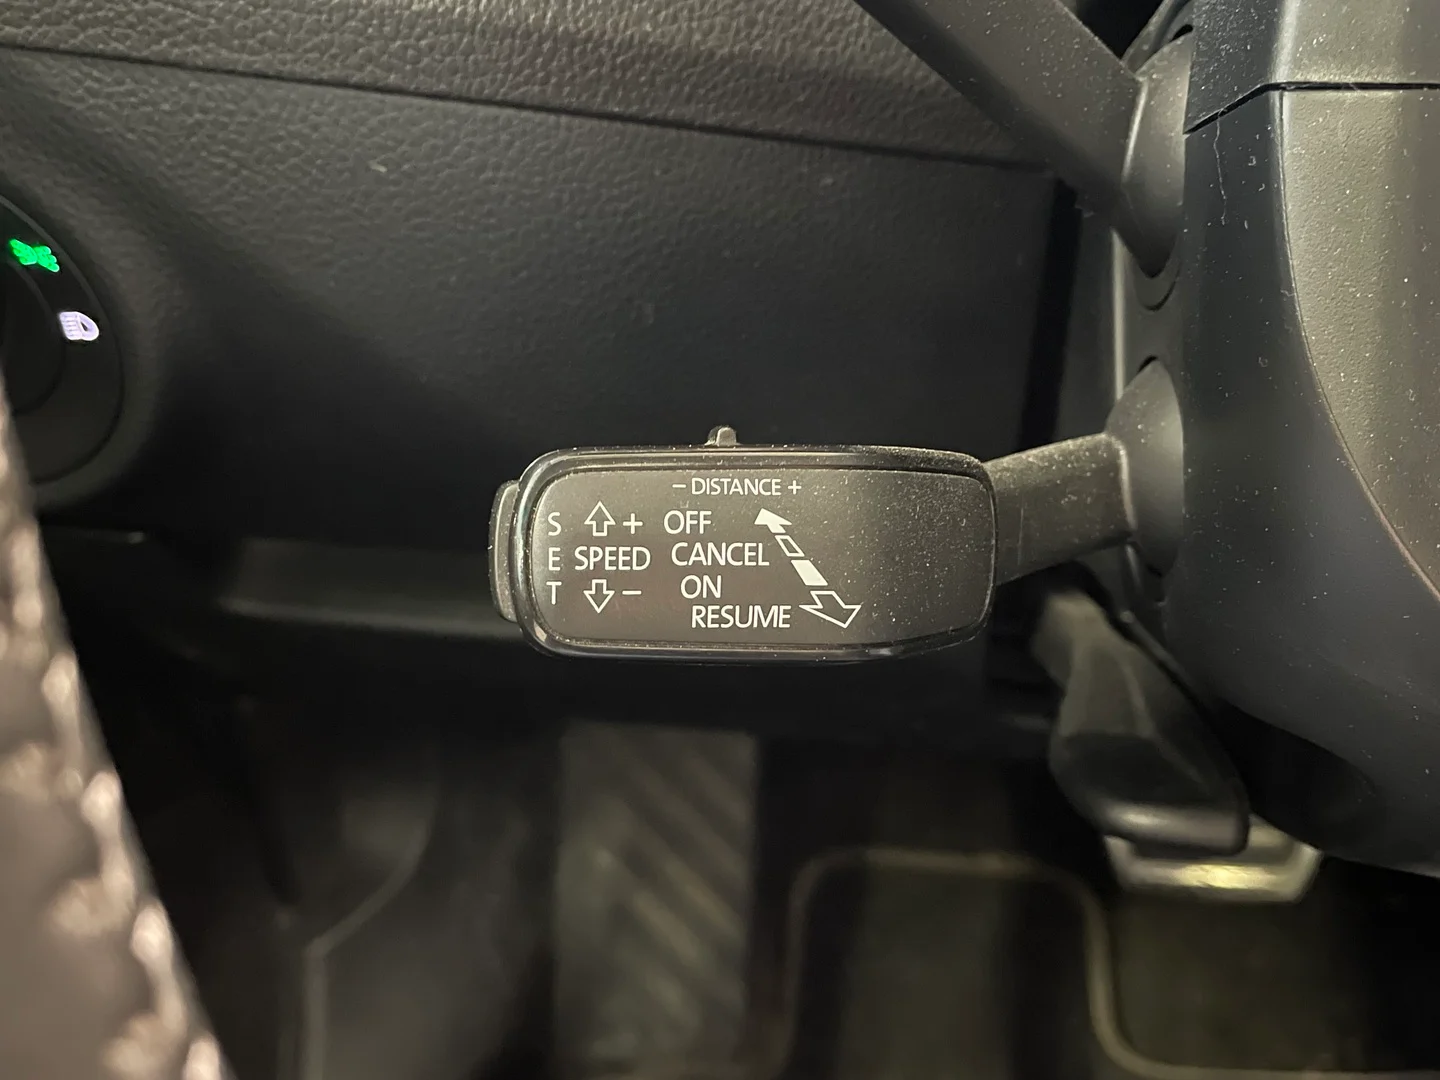 - DISTANCE +
S + OFF
E SPEED CANCEL
T - ON
RESUME